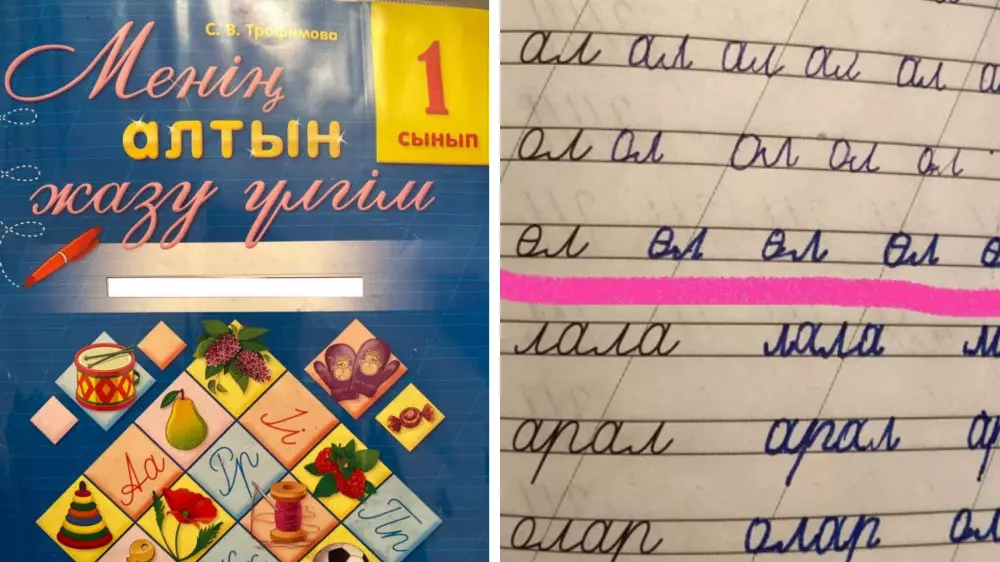 С. В. Трофимова
Менің
алтын
жазу үлгім
1
сынып
Іі
Аа
Рр
Пп
ал ал ал ал ал
ол ол ол ол ол
өл өл өл өл
лала лала
арал арал
олар олар ол